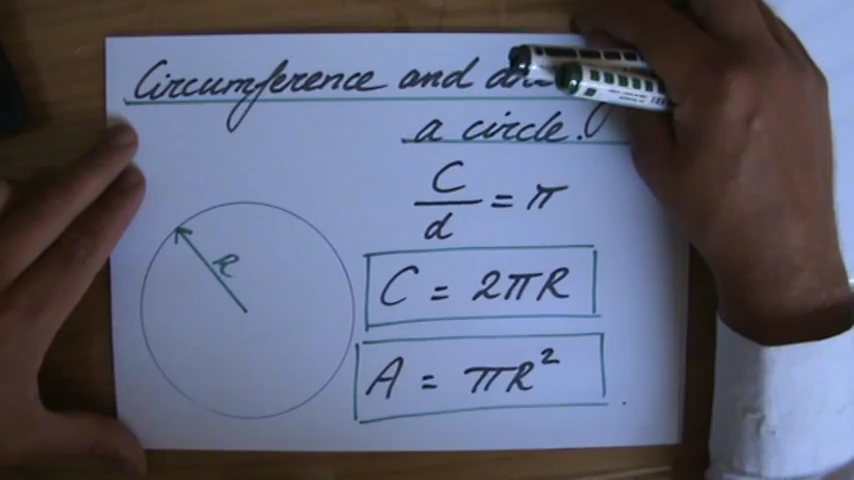 Circumference and
a circle.
C/d = π
R
C = 2πR
A = πR²